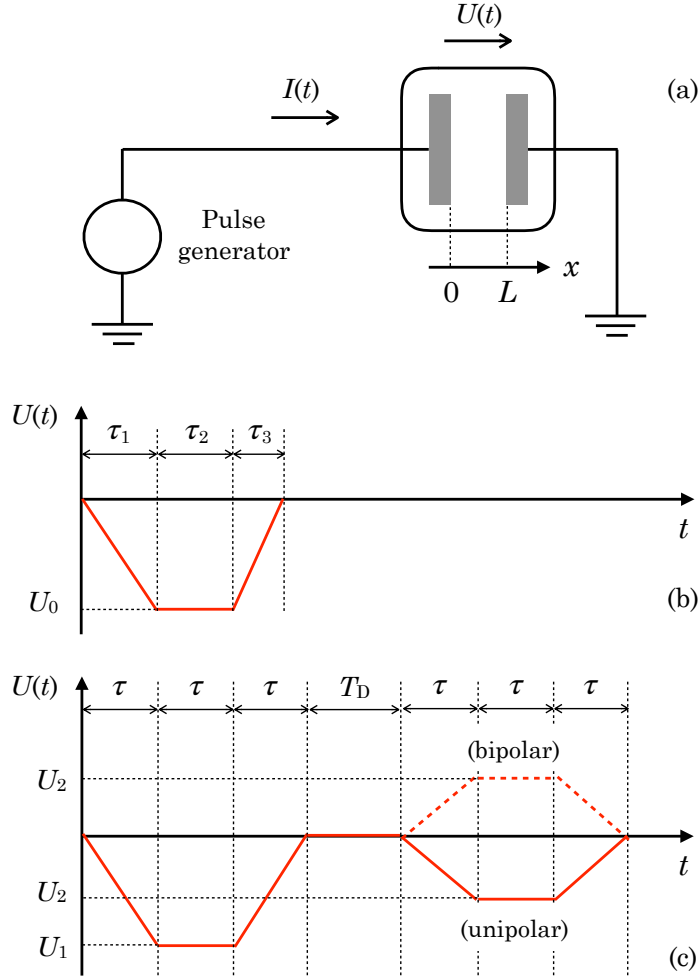 U(t)
I(t)
(a)
Pulse
generator
x
0 L
U(t)
τ1 τ2 τ3
t
U0
(b)
U(t)
τ τ τ TD τ τ τ
(bipolar)
U2
t
U2
(unipolar)
U1
(c)